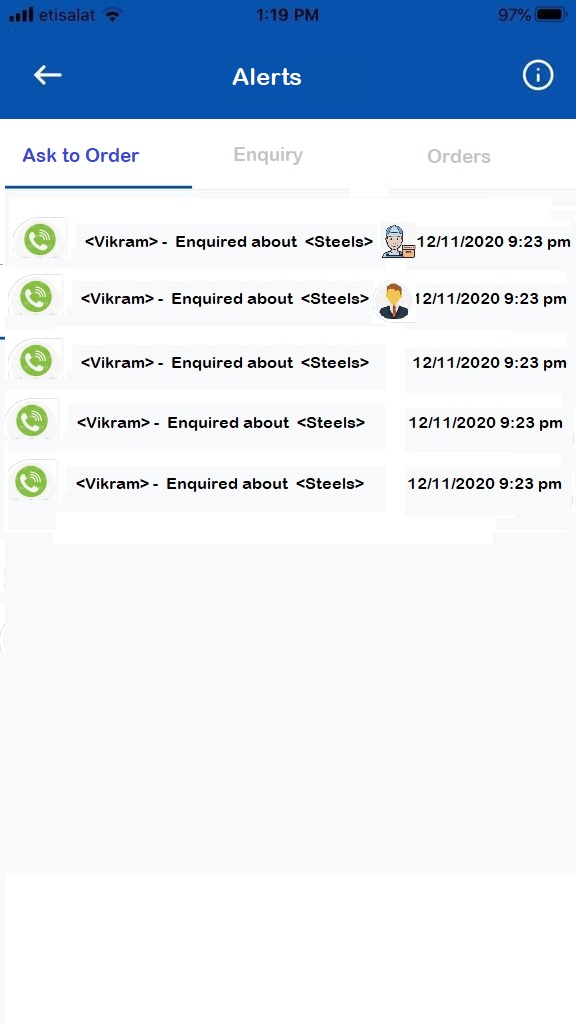 etisalat 1:19 PM 97%
Alerts
Ask to Order Enquiry Orders
<Vikram> - Enquired about <Steels> 12/11/2020 9:23 pm
<Vikram> - Enquired about <Steels> 12/11/2020 9:23 pm
<Vikram> - Enquired about <Steels> 12/11/2020 9:23 pm
<Vikram> - Enquired about <Steels> 12/11/2020 9:23 pm
<Vikram> - Enquired about <Steels> 12/11/2020 9:23 pm